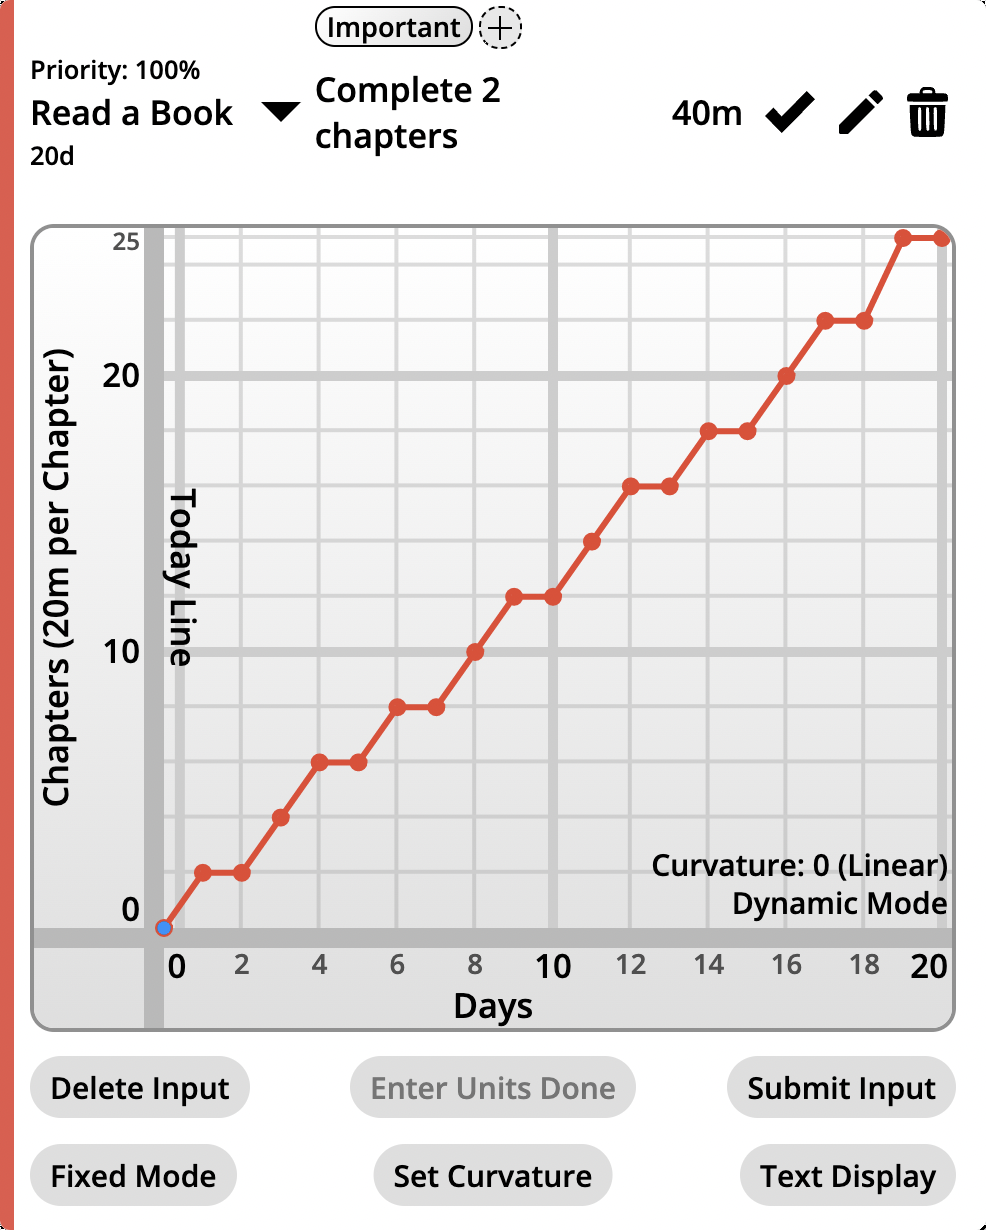 Important
Priority: 100%
Read a Book
20d
Complete 2
chapters
40m
25
20
10
0
Chapters (20m per Chapter)
Today Line
Curvature: 0 (Linear)
Dynamic Mode
0 2 4 6 8 10 12 14 16 18 20
Days
Delete Input
Enter Units Done
Submit Input
Fixed Mode
Set Curvature
Text Display